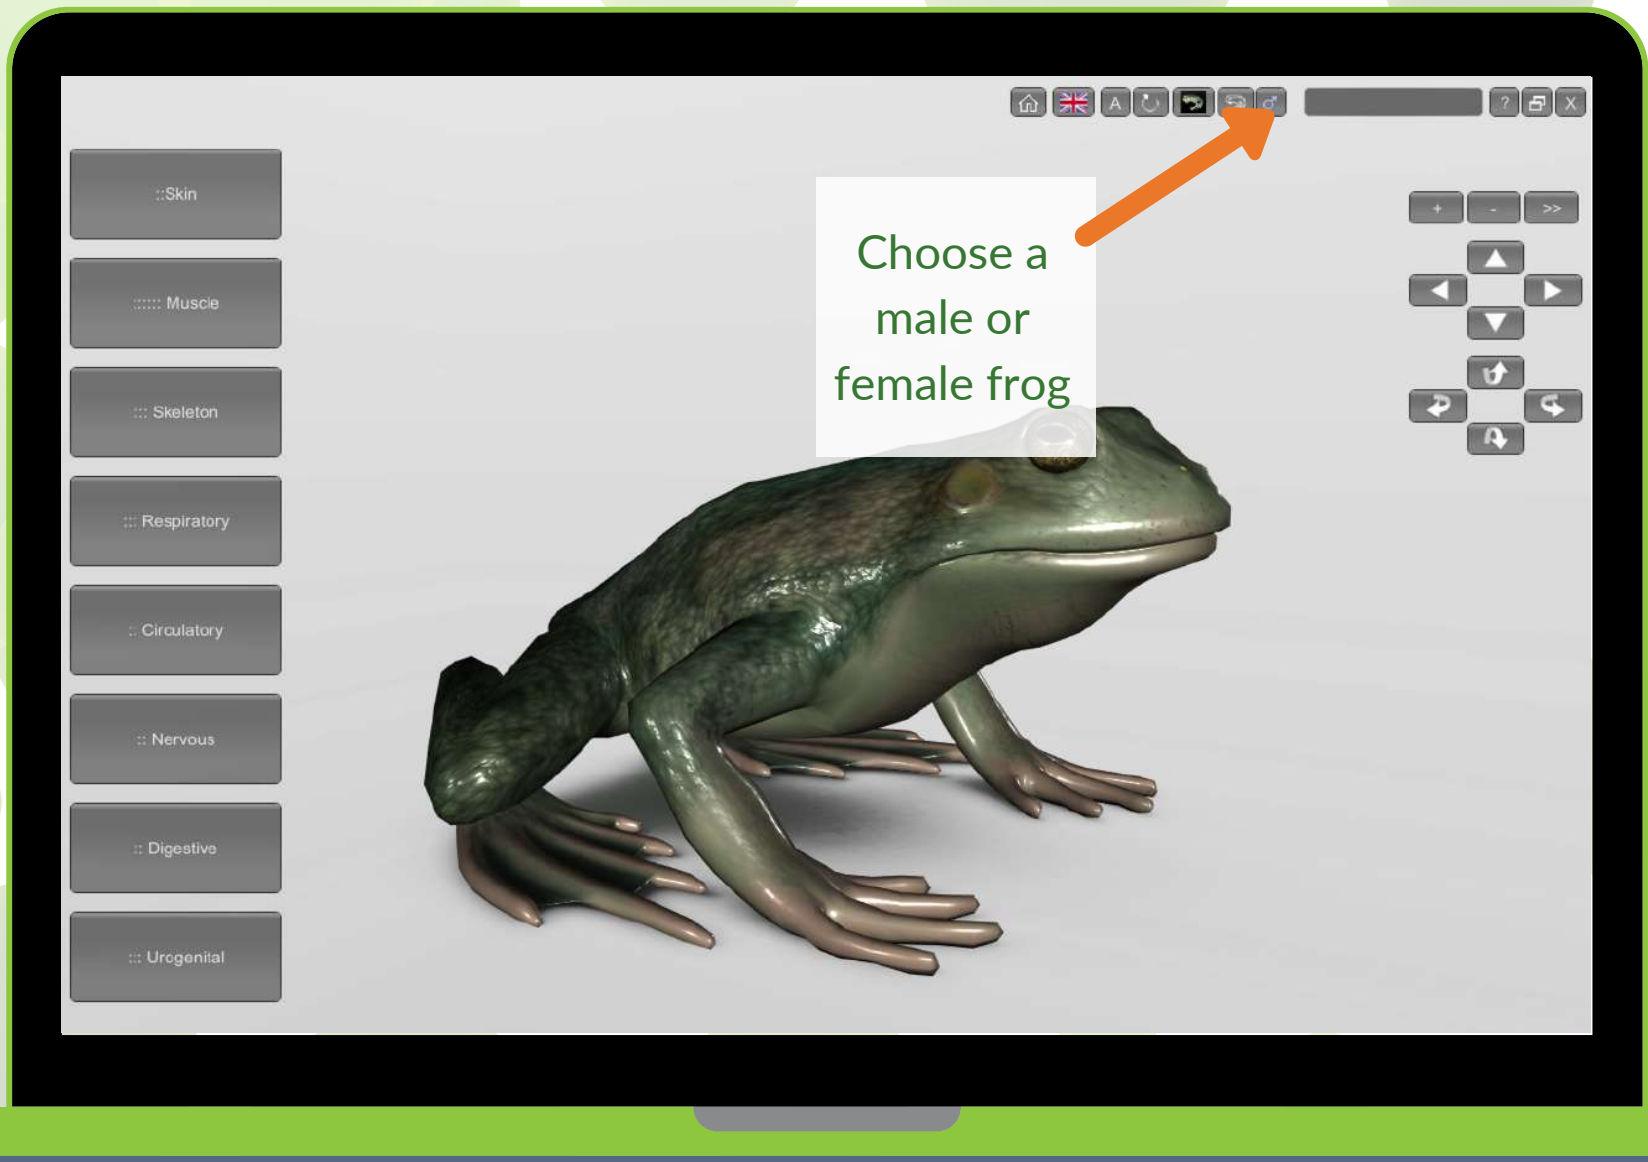 A
?
X
::Skin
+
-
>>
Choose a
male or
female frog
:::::: Muscle
::: Skeleton
::: Respiratory
:: Circulatory
:: Nervous
:: Digestive
::: Urogenital